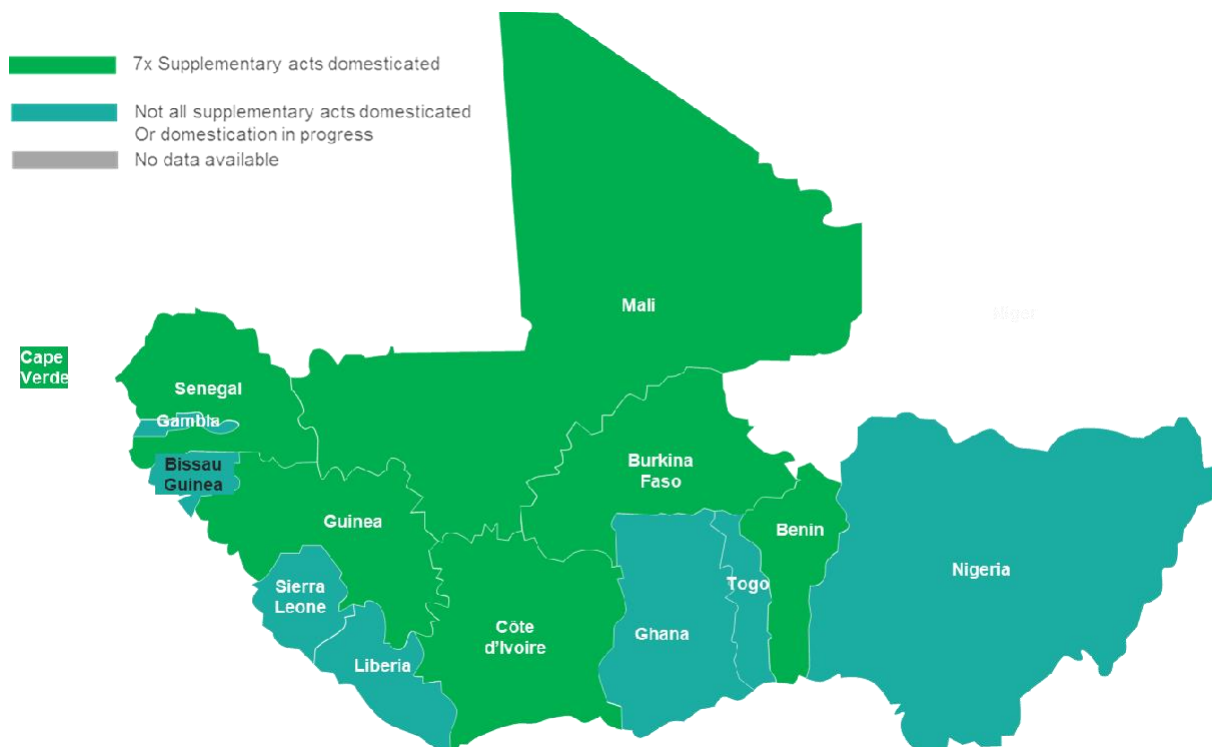 7x Supplementary acts domesticated
Not all supplementary acts domesticated
Or domestication in progress
No data available
Mali
Niger
Cape
Verde
Senegal
Gambia
Bissau
Guinea
Burkina
Faso
Guinea
Benin
Nigeria
Sierra
Leone
Togo
Côte
d'Ivoire
Ghana
Liberia